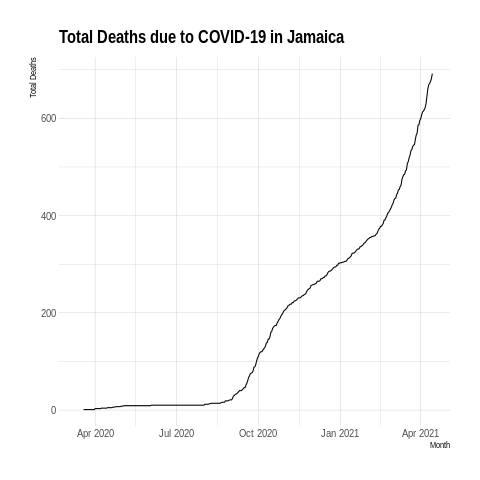 Total Deaths due to COVID-19 in Jamaica
Total Deaths
600
400
200
0
Apr 2020 Jul 2020 Oct 2020 Jan 2021 Apr 2021
Month